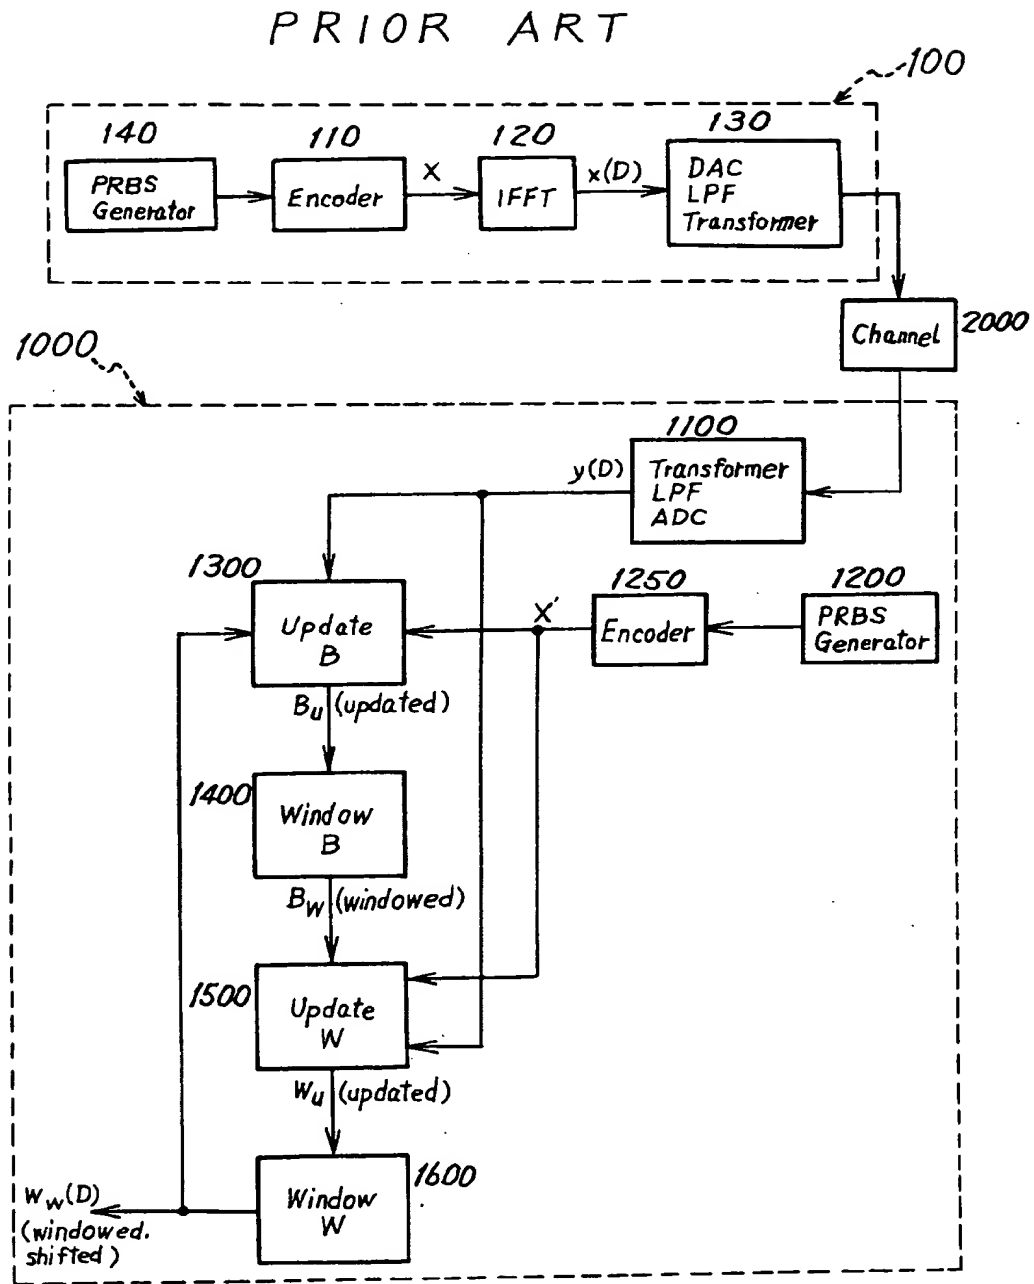 PRIOR ART
100
140
110
120
130
PRBS
Generator
Encoder
X
IFFT
x(D)
DAC
LPF
Transformer
Channel
2000
1000
1100
y(D)
Transformer
LPF
ADC
1300
Update
B
X'
1250
Encoder
1200
PRBS
Generator
Bu (updated)
1400
Window
B
Bw (windowed)
1500
Update
W
Wu (updated)
1600
Window
W
ww(D)
(windowed.
shifted)